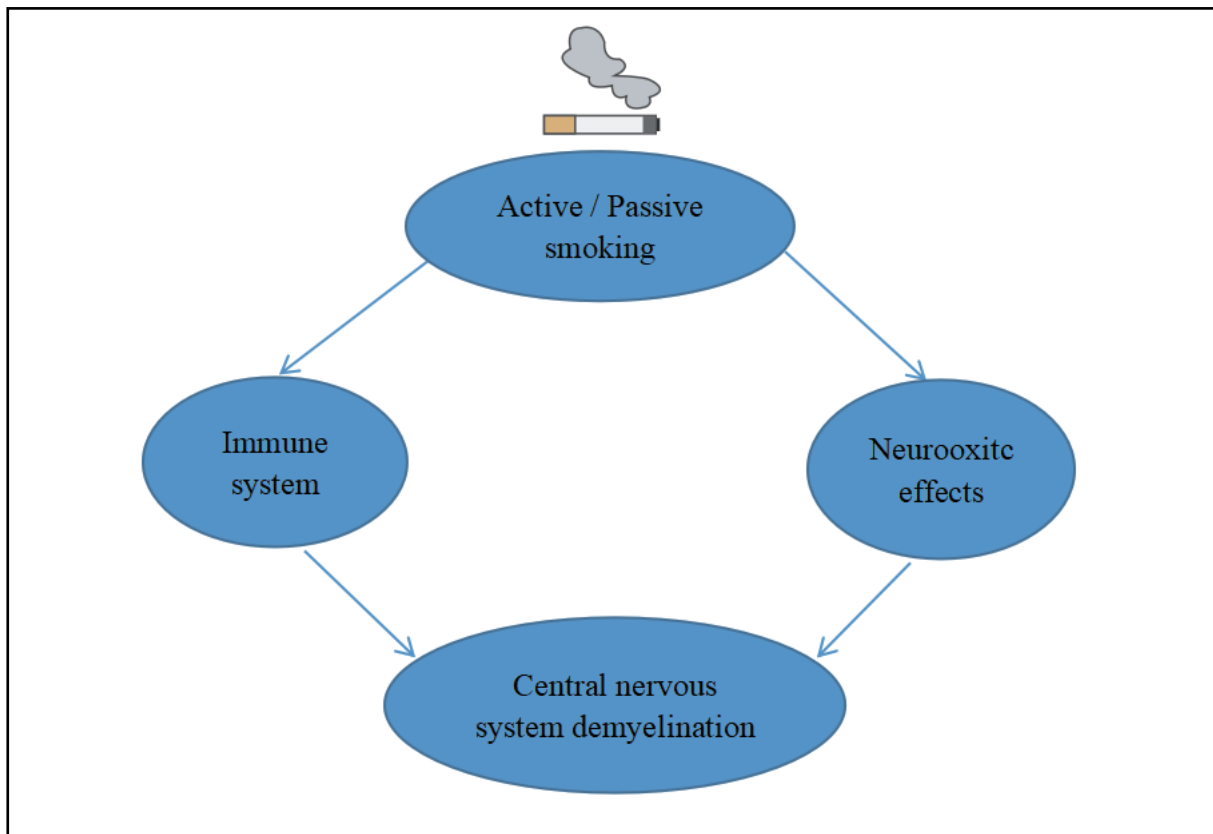 Active / Passive
smoking
Immune
system
Neurooxitc
effects
Central nervous
system demyelination